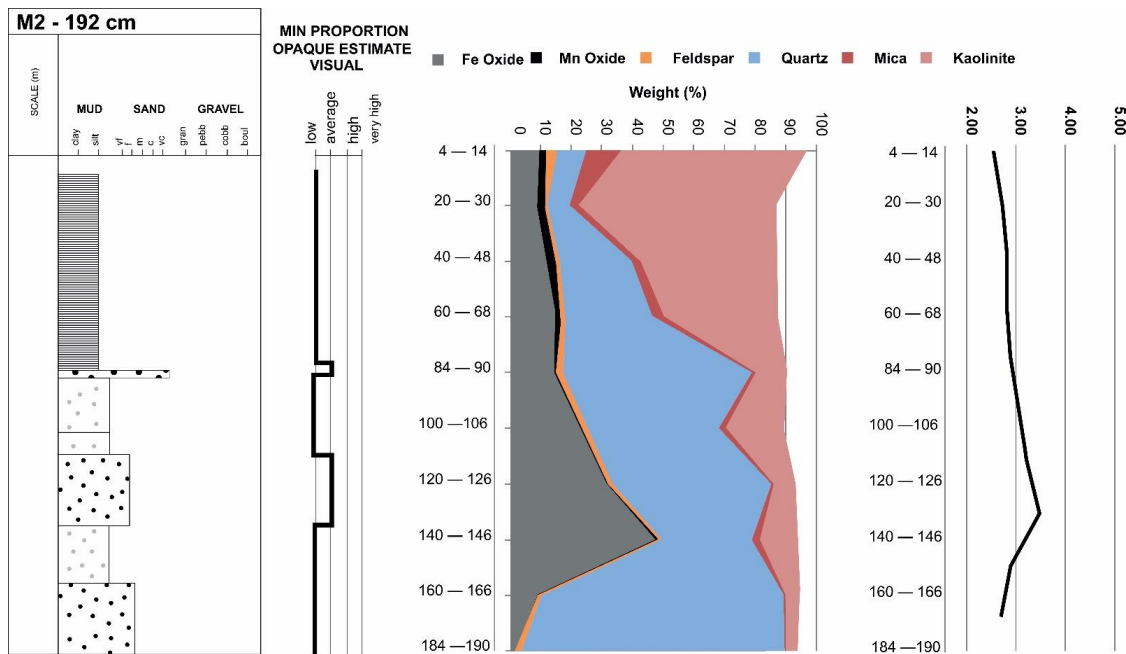 M2 - 192 cm
SCALE (m)
MUD SAND GRAVEL
clay silt vf f m c vc gran pebb cobb boul
MIN PROPORTION
OPAQUE ESTIMATE
VISUAL
low average high very high
Fe Oxide Mn Oxide Feldspar Quartz Mica Kaolinite
Weight (%)
0 10 20 30 40 50 60 70 80 90 100
4 — 14
20 — 30
40 — 48
60 — 68
84 — 90
100 —106
120 — 126
140 — 146
160 — 166
184 —190
2.00 3.00 4.00 5.00
4 — 14
20 — 30
40 — 48
60 — 68
84 — 90
100 —106
120 — 126
140 — 146
160 — 166
184 —190